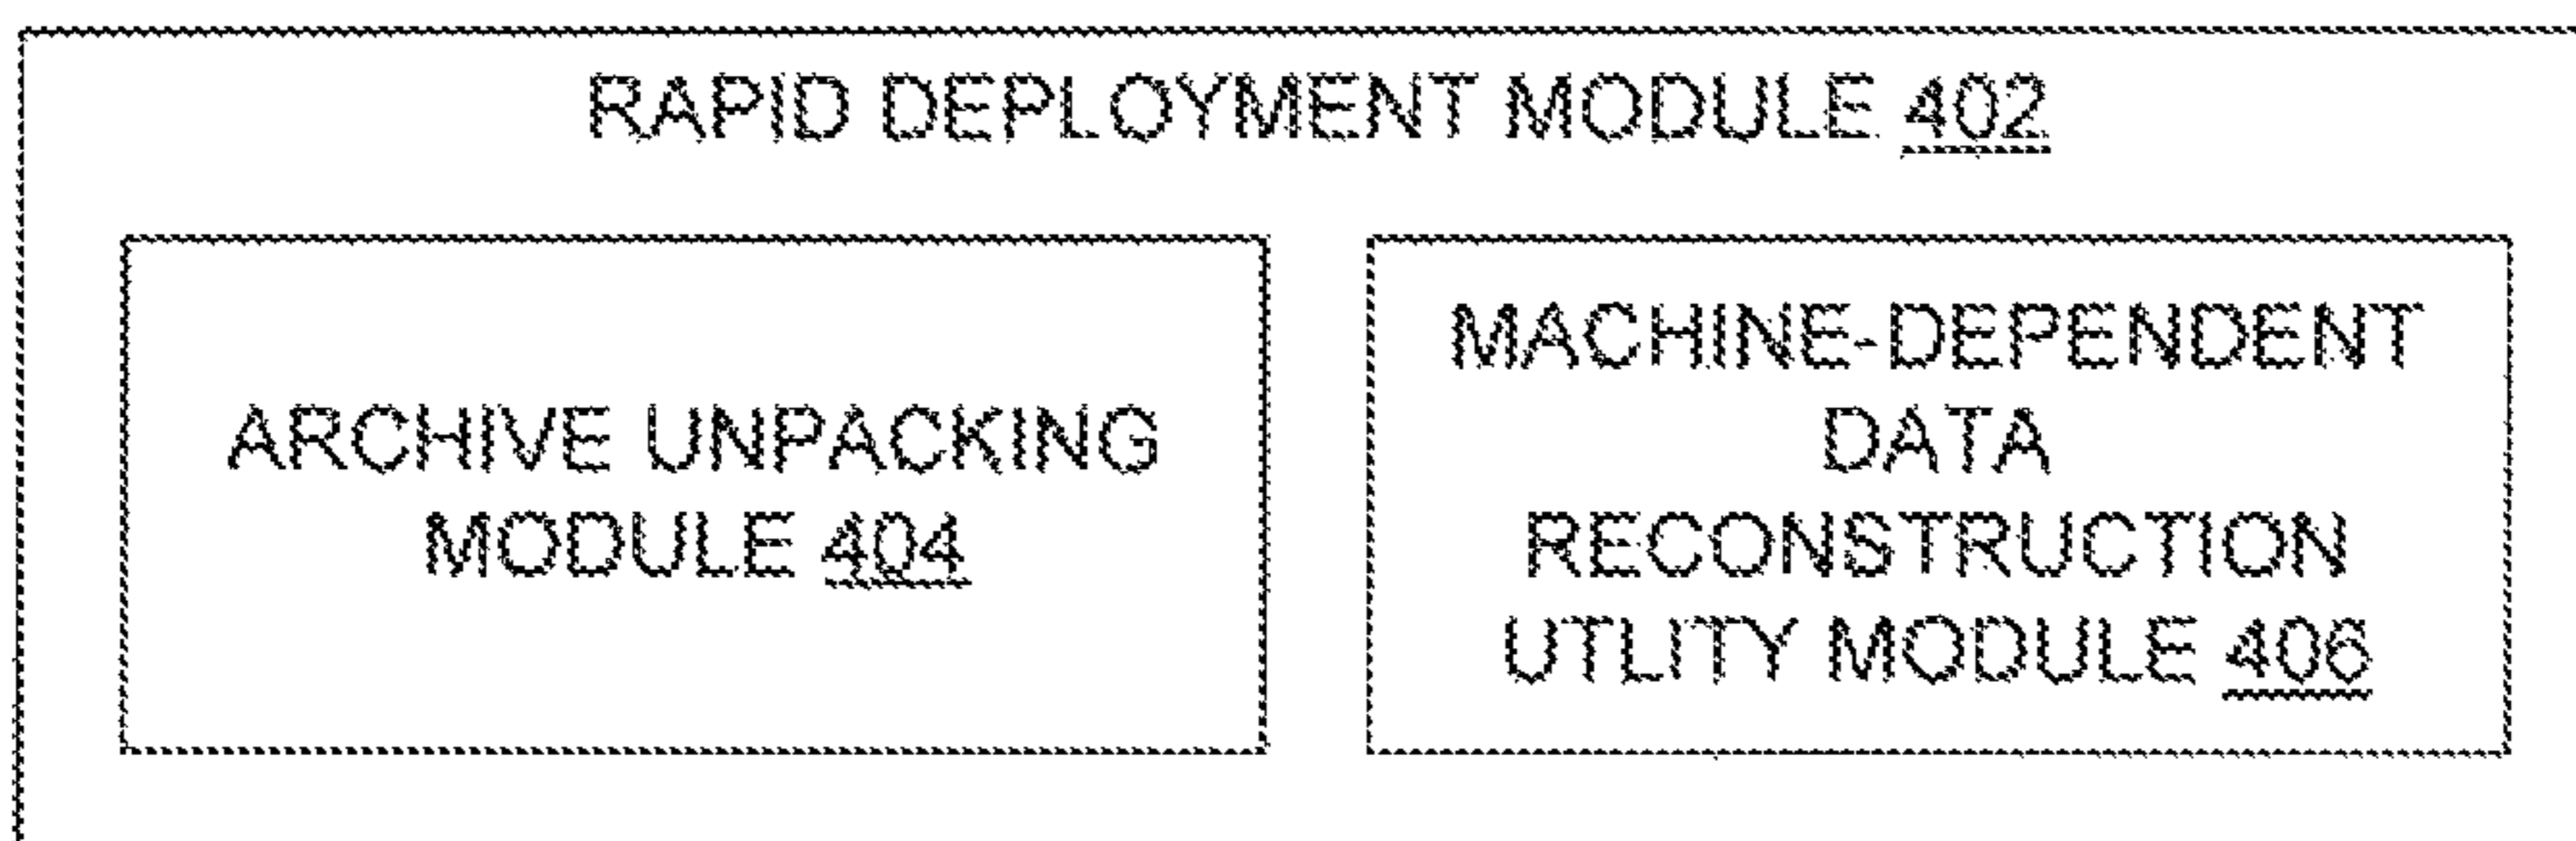 RAPID DEPLOYMENT MODULE 402
ARCHIVE UNPACKING
MODULE 404
MACHINE-DEPENDENT
DATA
RECONSTRUCTION
UTLITY MODULE 406